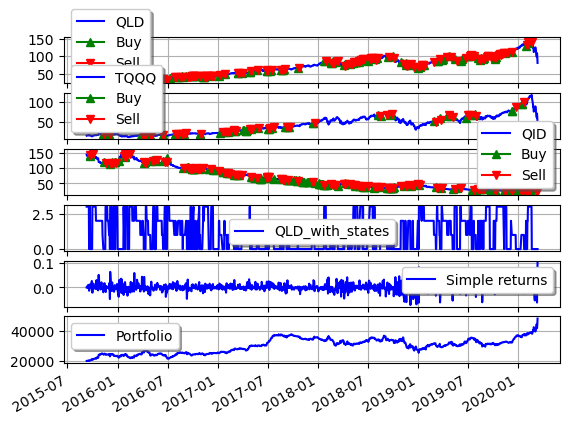 QLD
Buy
Sell
150
100
50
TQQQ
Buy
Sell
100
50
QID
Buy
Sell
150
100
50
2.5
0.0
QLD_with_states
0.1
0.0
Simple returns
40000
20000
Portfolio
2015-07 2016-01 2016-07 2017-01 2017-07 2018-01 2018-07 2019-01 2019-07 2020-01